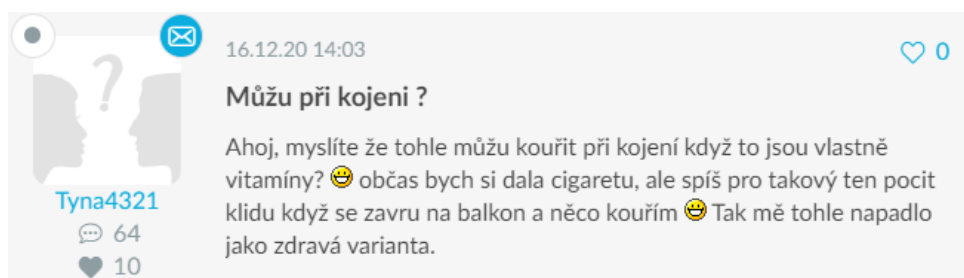 16.12.20 14:03
0
Můžu při kojeni ?
Ahoj, myslíte že tohle můžu kouřit při kojení když to jsou vlastně
vitamíny? 😀 občas bych si dala cigaretu, ale spíš pro takový ten pocit
klidu když se zavru na balkon a něco kouřím 😀 Tak mě tohle napadlo
jako zdravá varianta.
Tyna4321
64
10